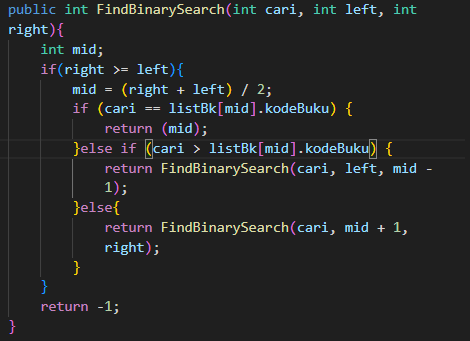 public int FindBinarySearch(int cari, int left, int
right){
    int mid;
    if(right >= left){
        mid = (right + left) / 2;
        if (cari == listBk[mid].kodeBuku) {
            return (mid);
        }else if (cari > listBk[mid].kodeBuku) {
            return FindBinarySearch(cari, left, mid -
            1);
        }else{
            return FindBinarySearch(cari, mid + 1,
            right);
        }
    }
    return -1;
}